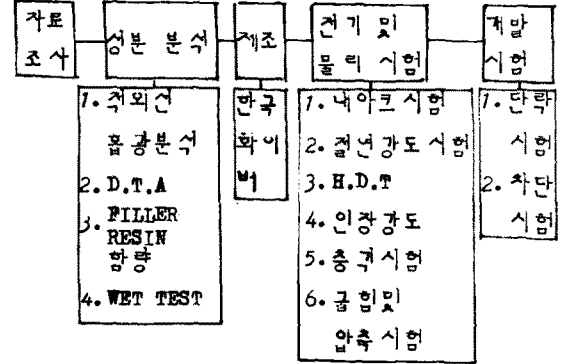 자료
조사
성분 분석
제조
전기 및
물리 시험
개발
시험
1. 적외선
흡광분석
2. D.T.A
3. FILLER
RESIN
함량
4. WET TEST
한국
화이
버
1. 내아크시험
2. 절연강도시험
3. H.D.T
4. 인장강도
5. 충격시험
6. 굽힘및
압축시험
1. 단락
시험
2. 차단
시험